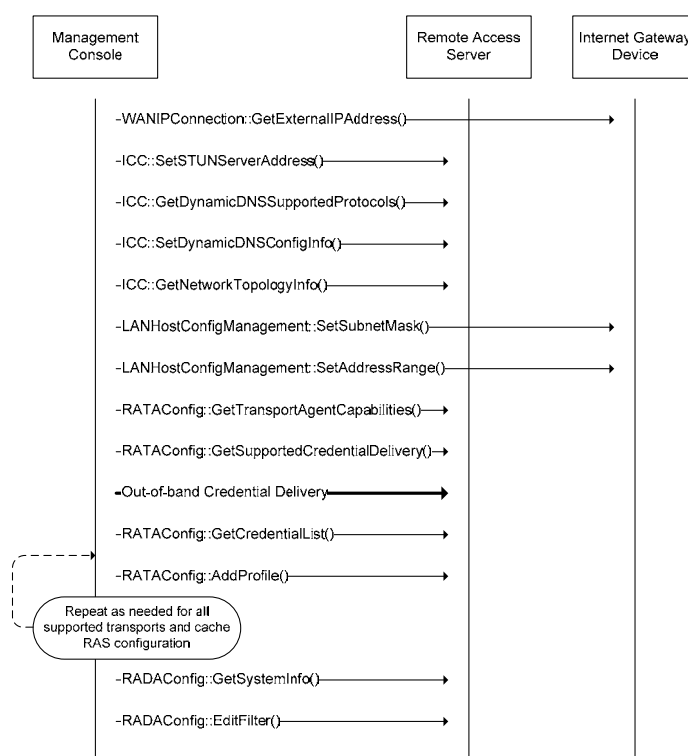 Management
Console
Remote Access
Server
Internet Gateway
Device
-WANIPConnection::GetExternalIPAddress()
-ICC::SetSTUNServerAddress()
-ICC::GetDynamicDNSSupportedProtocols()
-ICC::SetDynamicDNSConfigInfo()
-ICC::GetNetworkTopologyInfo()
-LANHostConfigManagement::SetSubnetMask()
-LANHostConfigManagement::SetAddressRange()
-RATAConfig::GetTransportAgentCapabilities()
-RATAConfig::GetSupportedCredentialDelivery()
-Out-of-band Credential Delivery
-RATAConfig::GetCredentialList()
-RATAConfig::AddProfile()
Repeat as needed for all
supported transports and cache
RAS configuration
-RADAConfig::GetSystemInfo()
-RADAConfig::EditFilter()